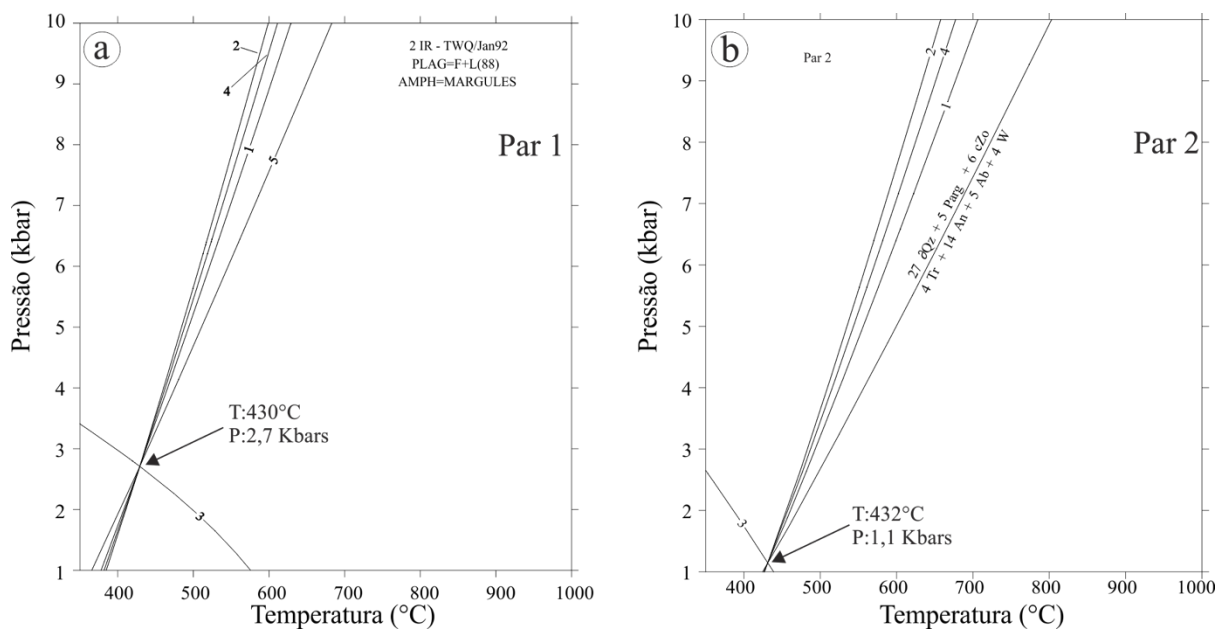 a
2 IR - TWQ/Jan92
PLAG=F+L(88)
AMPH=MARGULES
Par 1
2
4
1
5
3
T:430°C
P:2,7 Kbars
Pressão (kbar)
10
9
8
7
6
5
4
3
2
1
400 500 600 700 800 900 1000
Temperatura (°C)
b
Par 2
Par 2
2
4
1
3
27 ∂Qz + 5 Parg + 6 cZo
4 Tr + 14 An + 5 Ab + 4 W
T:432°C
P:1,1 Kbars
Pressão (kbar)
10
9
8
7
6
5
4
3
2
1
400 500 600 700 800 900 1000
Temperatura (°C)